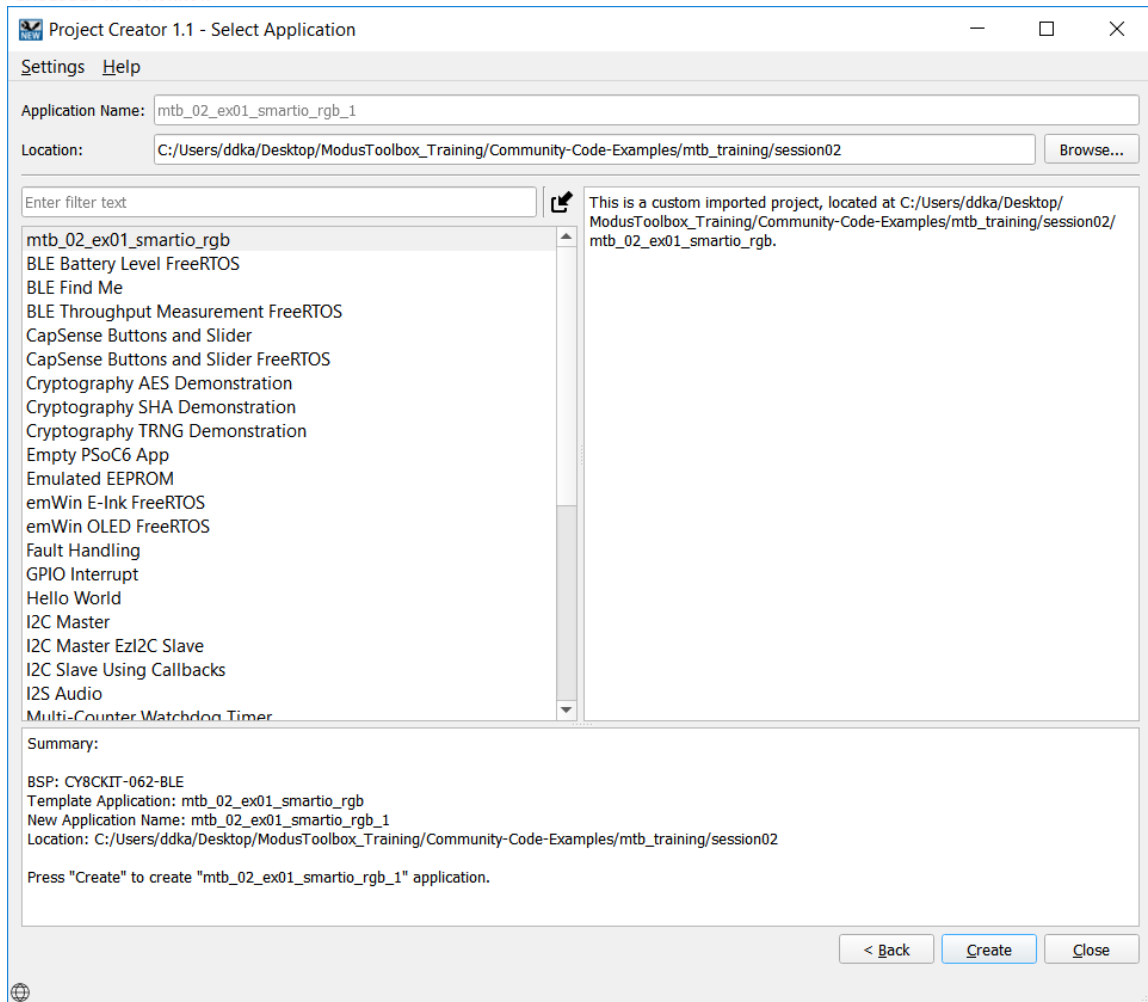 NEW
Project Creator 1.1 - Select Application
Settings Help
Application Name: mtb_02_ex01_smartio_rgb_1
Location: C:/Users/ddka/Desktop/ModusToolbox_Training/Community-Code-Examples/mtb_training/session02 Browse...
Enter filter text
mtb_02_ex01_smartio_rgb
BLE Battery Level FreeRTOS
BLE Find Me
BLE Throughput Measurement FreeRTOS
CapSense Buttons and Slider
CapSense Buttons and Slider FreeRTOS
Cryptography AES Demonstration
Cryptography SHA Demonstration
Cryptography TRNG Demonstration
Empty PSoC6 App
Emulated EEPROM
emWin E-Ink FreeRTOS
emWin OLED FreeRTOS
Fault Handling
GPIO Interrupt
Hello World
I2C Master
I2C Master EzI2C Slave
I2C Slave Using Callbacks
I2S Audio
Multi-Counter Watchdog Timer
This is a custom imported project, located at C:/Users/ddka/Desktop/
ModusToolbox_Training/Community-Code-Examples/mtb_training/session02/
mtb_02_ex01_smartio_rgb.
Summary:
BSP: CY8CKIT-062-BLE
Template Application: mtb_02_ex01_smartio_rgb
New Application Name: mtb_02_ex01_smartio_rgb_1
Location: C:/Users/ddka/Desktop/ModusToolbox_Training/Community-Code-Examples/mtb_training/session02
Press "Create" to create "mtb_02_ex01_smartio_rgb_1" application.
< Back Create Close